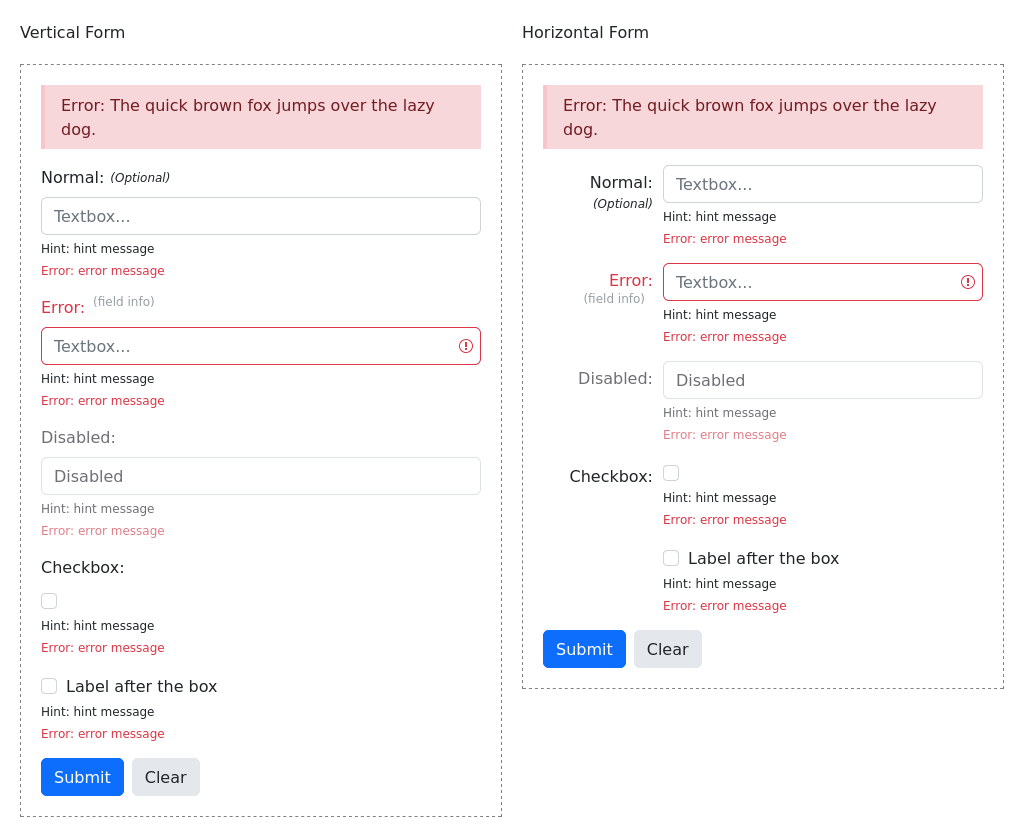 Vertical Form
Error: The quick brown fox jumps over the lazy
dog.
Normal: (Optional)
Textbox...
Hint: hint message
Error: error message
Error: (field info)
Textbox...
Hint: hint message
Error: error message
Disabled:
Disabled
Hint: hint message
Error: error message
Checkbox:
Hint: hint message
Error: error message
Label after the box
Hint: hint message
Error: error message
Submit Clear
Horizontal Form
Error: The quick brown fox jumps over the lazy
dog.
Normal: Textbox...
(Optional)
Hint: hint message
Error: error message
Error: Textbox...
(field info)
Hint: hint message
Error: error message
Disabled: Disabled
Hint: hint message
Error: error message
Checkbox:
Hint: hint message
Error: error message
Label after the box
Hint: hint message
Error: error message
Submit Clear